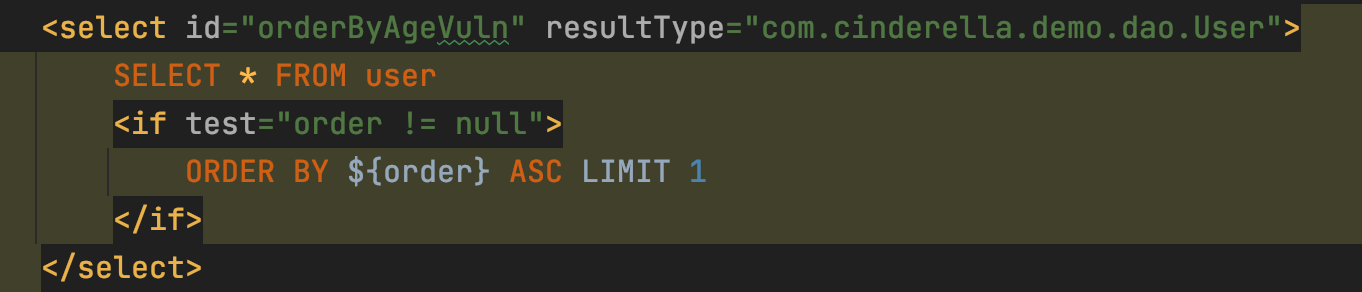 <select id="orderByAgeVuln" resultType="com.cinderella.demo.dao.User">
SELECT * FROM user
<if test="order != null">
ORDER BY ${order} ASC LIMIT 1
</if>
</select>